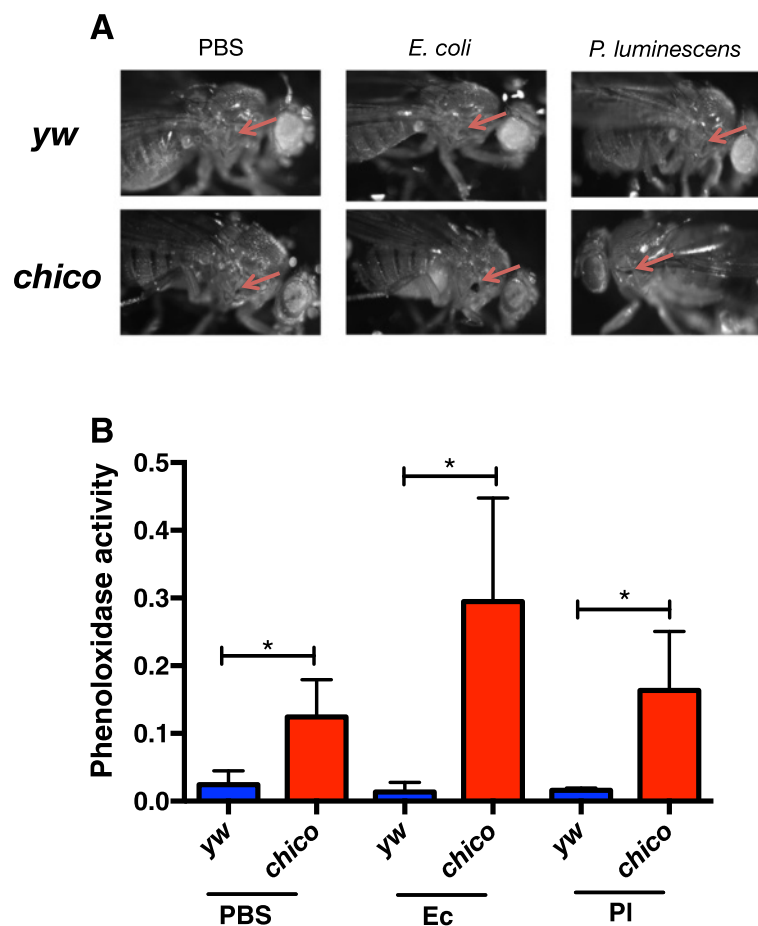 A
PBS E. coli P. luminescens
yw
chico
B
Phenoloxidase activity
0.5
0.4
0.3
0.2
0.1
0.0
* * *
yw chico yw chico yw chico
PBS Ec Pl